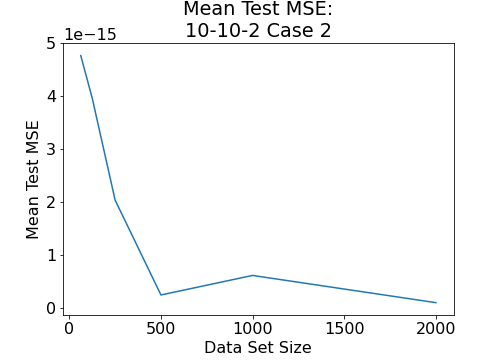 Mean Test MSE:
10-10-2 Case 2
1e−15
5
4
3
2
1
0
Mean Test MSE
0 500 1000 1500 2000
Data Set Size